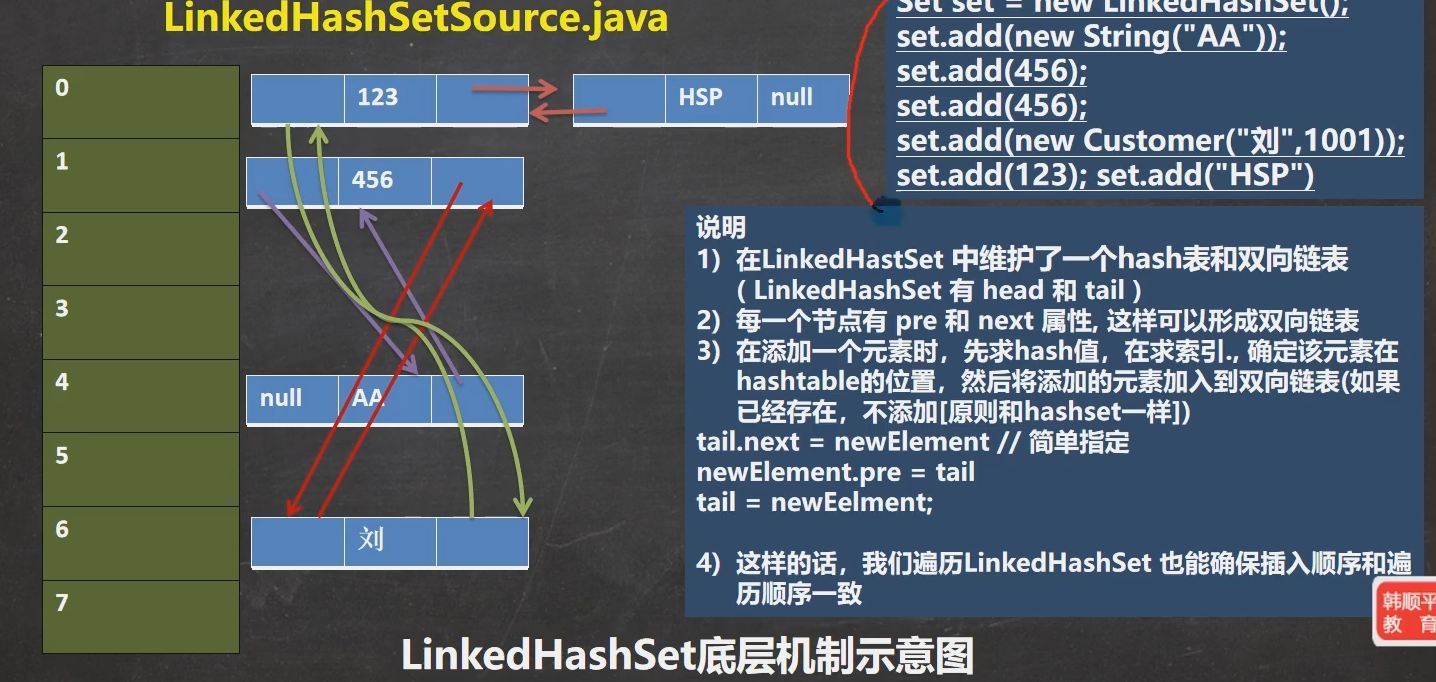 LinkedHashSetSource.java
Set set = new LinkedHashSet();
set.add(new String("AA"));
set.add(456);
set.add(456);
set.add(new Customer("刘",1001));
set.add(123); set.add("HSP")
0
1
2
3
4
5
6
7
123
HSP
null
456
null
AA
刘
说明
1) 在LinkedHastSet 中维护了一个hash表和双向链表
( LinkedHashSet 有 head 和 tail )
2) 每一个节点有 pre 和 next 属性, 这样可以形成双向链表
3) 在添加一个元素时，先求hash值，在求索引., 确定该元素在
hashtable的位置，然后将添加的元素加入到双向链表(如果
已经存在，不添加[原则和hashset一样])
tail.next = newElement // 简单指定
newElement.pre = tail
tail = newEelment;
4) 这样的话，我们遍历LinkedHashSet 也能确保插入顺序和遍
历顺序一致
韩顺平
教 育
LinkedHashSet底层机制示意图